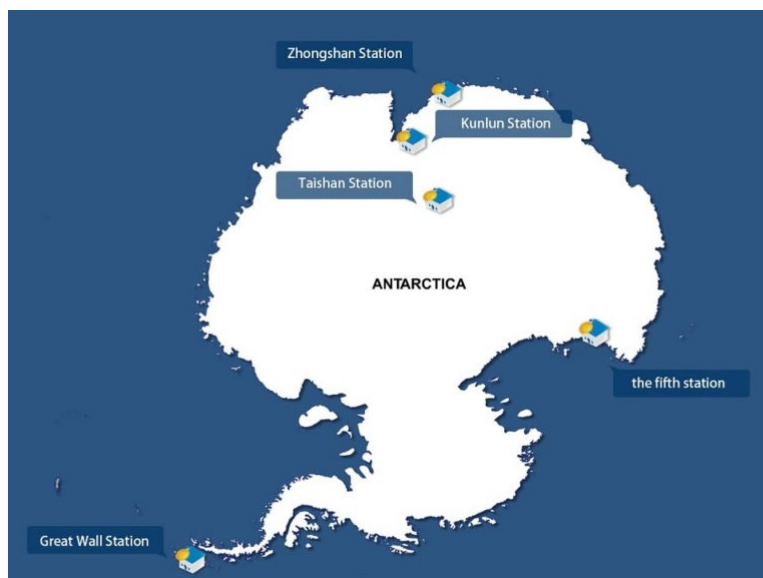 Zhongshan Station
Kunlun Station
Taishan Station
ANTARCTICA
the fifth station
Great Wall Station